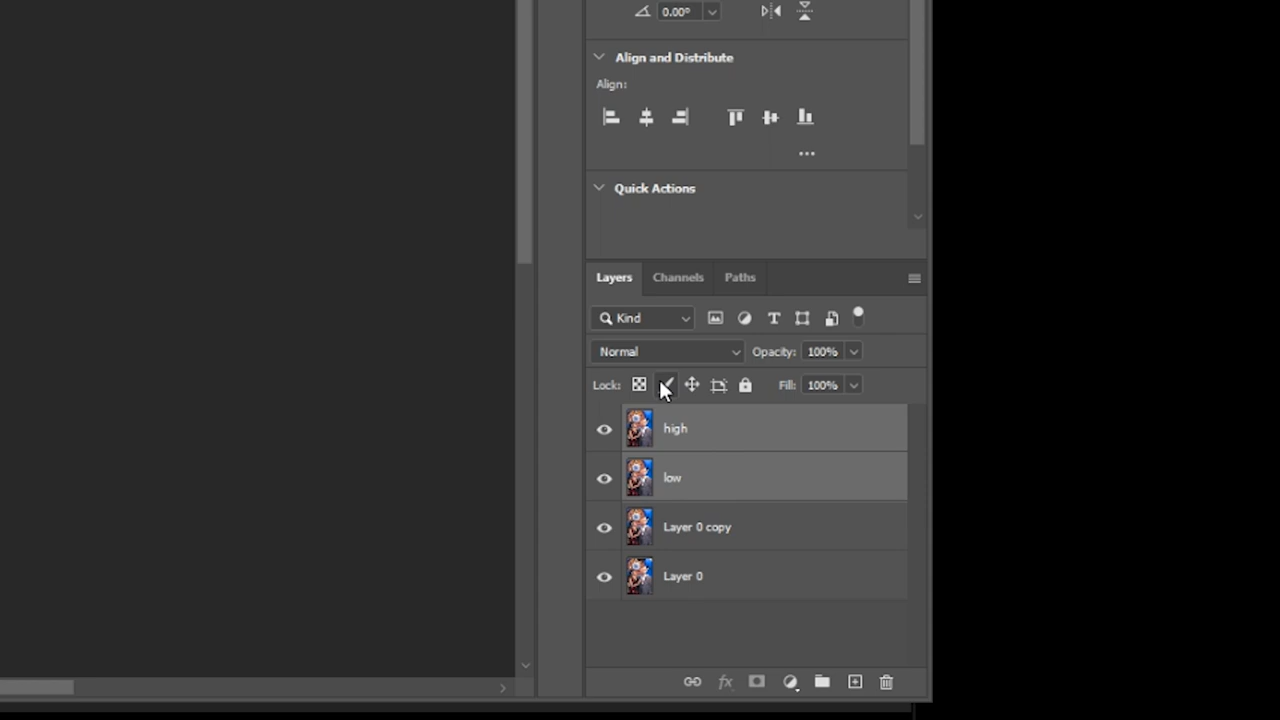 0.00°
Align and Distribute
Align:
Quick Actions
Layers Channels Paths
Kind
Normal Opacity: 100%
Lock: Fill: 100%
high
low
Layer 0 copy
Layer 0
fx